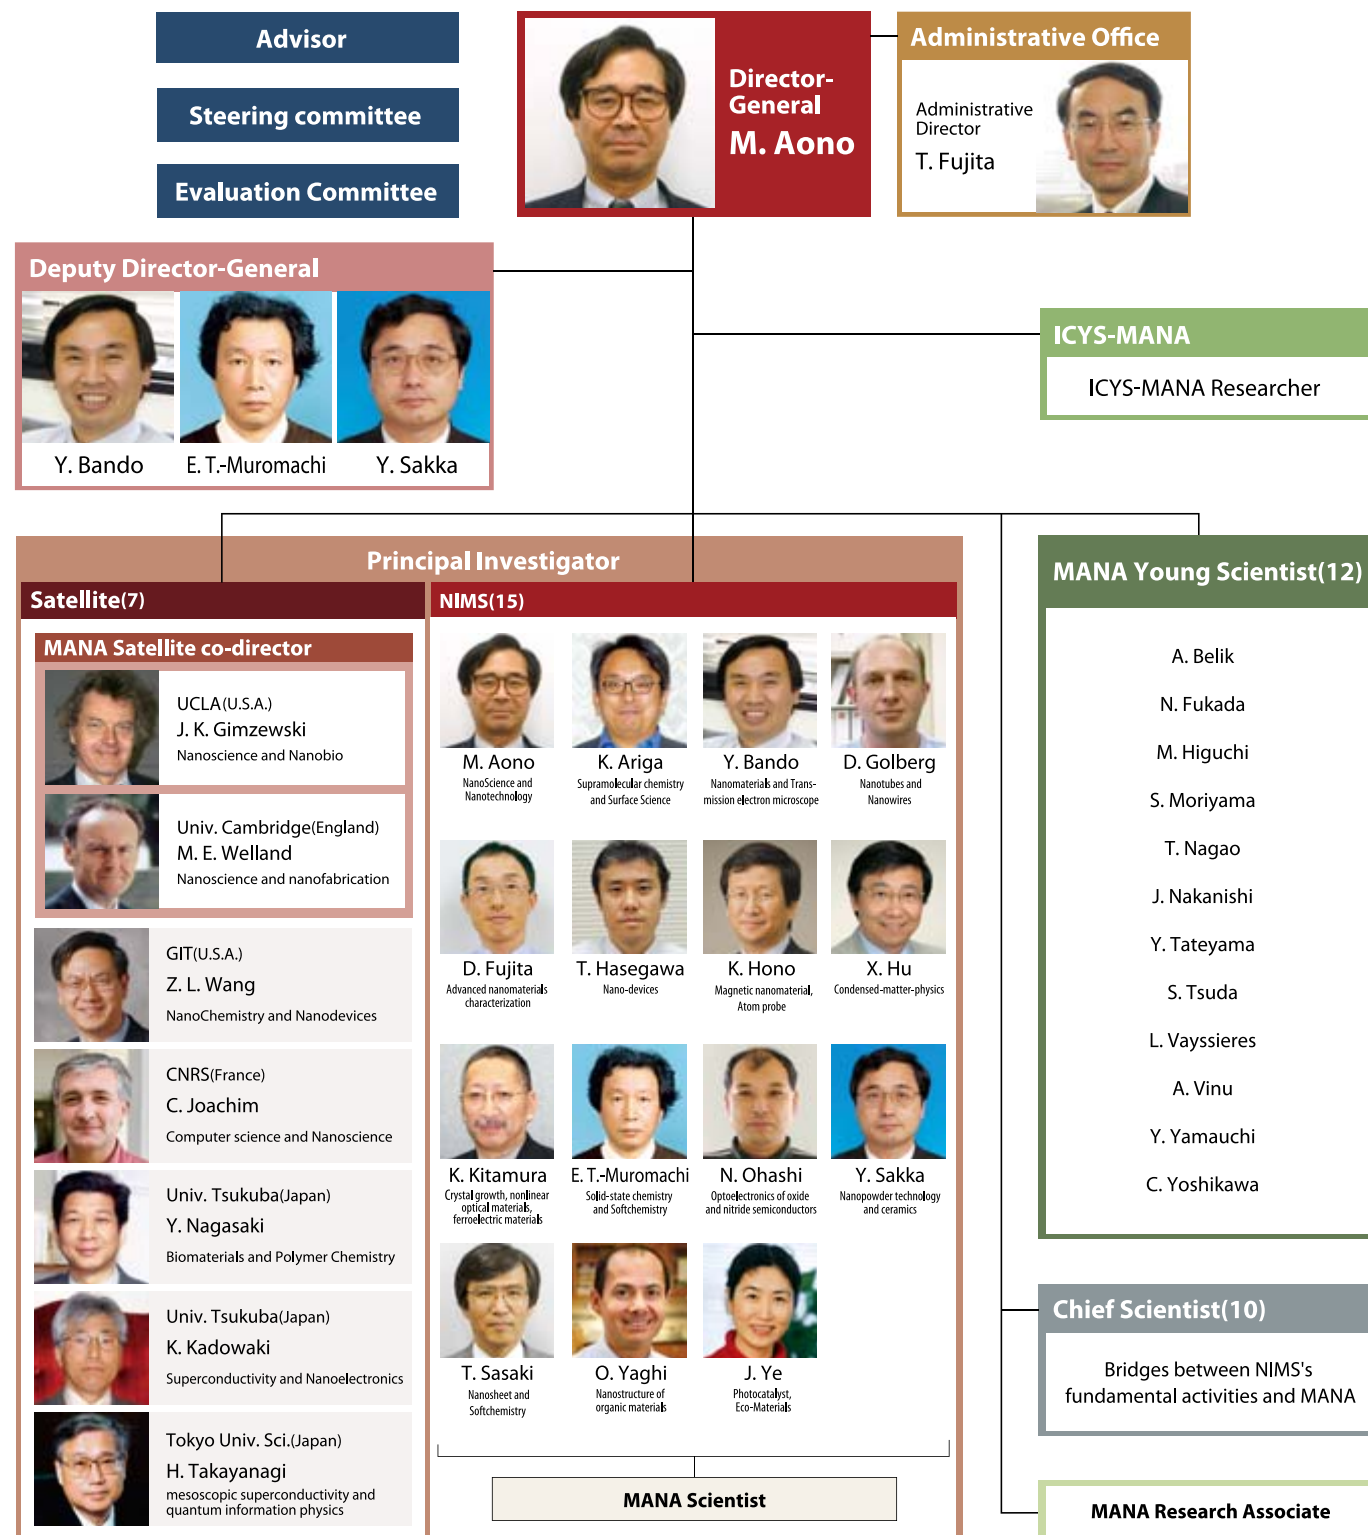 Advisor
Steering committee
Evaluation Committee
Director-
General
M. Aono
Administrative Office
Administrative
Director
T. Fujita
Deputy Director-General
Y. Bando
E. T.-Muromachi
Y. Sakka
ICYS-MANA
ICYS-MANA Researcher
Principal Investigator
Satellite(7)
MANA Satellite co-director
UCLA(U.S.A.)
J. K. Gimzewski
Nanoscience and Nanobio
Univ. Cambridge(England)
M. E. Welland
Nanoscience and nanofabrication
GIT(U.S.A.)
Z. L. Wang
NanoChemistry and Nanodevices
CNRS(France)
C. Joachim
Computer science and Nanoscience
Univ. Tsukuba(Japan)
Y. Nagasaki
Biomaterials and Polymer Chemistry
Univ. Tsukuba(Japan)
K. Kadowaki
Superconductivity and Nanoelectronics
Tokyo Univ. Sci.(Japan)
H. Takayanagi
mesoscopic superconductivity and
quantum information physics
NIMS(15)
M. Aono
NanoScience and
Nanotechnology
K. Ariga
Supramolecular chemistry
and Surface Science
Y. Bando
Nanomaterials and Trans-
mission electron microscope
D. Golberg
Nanotubes and
Nanowires
D. Fujita
Advanced nanomaterials
characterization
T. Hasegawa
Nano-devices
K. Hono
Magnetic nanomaterial,
Atom probe
X. Hu
Condensed-matter-physics
K. Kitamura
Crystal growth, nonlinear
optical materials,
ferroelectric materials
E. T.-Muromachi
Solid-state chemistry
and Softchemistry
N. Ohashi
Optoelectronics of oxide
and nitride semiconductors
Y. Sakka
Nanopowder technology
and ceramics
T. Sasaki
Nanosheet and
Softchemistry
O. Yaghi
Nanostructure of
organic materials
J. Ye
Photocatalyst,
Eco-Materials
MANA Scientist
MANA Young Scientist(12)
A. Belik
N. Fukada
M. Higuchi
S. Moriyama
T. Nagao
J. Nakanishi
Y. Tateyama
S. Tsuda
L. Vayssieres
A. Vinu
Y. Yamauchi
C. Yoshikawa
Chief Scientist(10)
Bridges between NIMS's
fundamental activities and MANA
MANA Research Associate